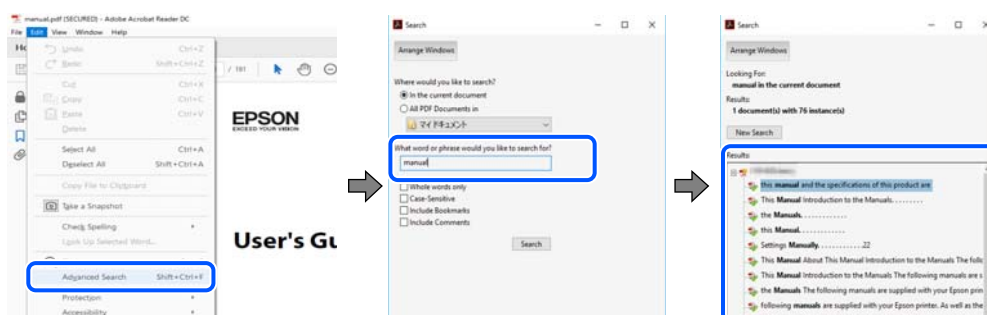 manual.pdf (SECURED) - Adobe Acrobat Reader DC
File Edit View Window Help
Undo Ctrl+Z
Redo Shift+Ctrl+Z
Cut Ctrl+X
Copy Ctrl+C
Paste Ctrl+V
Delete
Select All Ctrl+A
Deselect All Shift+Ctrl+A
Copy File to Clipboard
Take a Snapshot
Check Spelling
Look Up Selected Word...
Advanced Search Shift+Ctrl+F
Protection
Accessibility
/ 181
EPSON
EXCEED YOUR VISION
User's Gu
Search
Arrange Windows
Where would you like to search?
In the current document
All PDF Documents in
マイ ドキュメント
What word or phrase would you like to search for?
manual
Whole words only
Case-Sensitive
Include Bookmarks
Include Comments
Search
Search
Arrange Windows
Looking For:
manual in the current document
Results:
1 document(s) with 76 instance(s)
New Search
Results:
this manual and the specifications of this product are
This Manual Introduction to the Manuals. . . . . . . . .
the Manuals. . . . . . . . . . . . .
this Manual. . . . . . . . . . . . .
Settings Manually. . . . . . . . . . . . .22
This Manual About This Manual Introduction to the Manuals The follo
This Manual Introduction to the Manuals The following manuals are s
the Manuals The following manuals are supplied with your Epson prin
following manuals are supplied with your Epson printer. As well as the